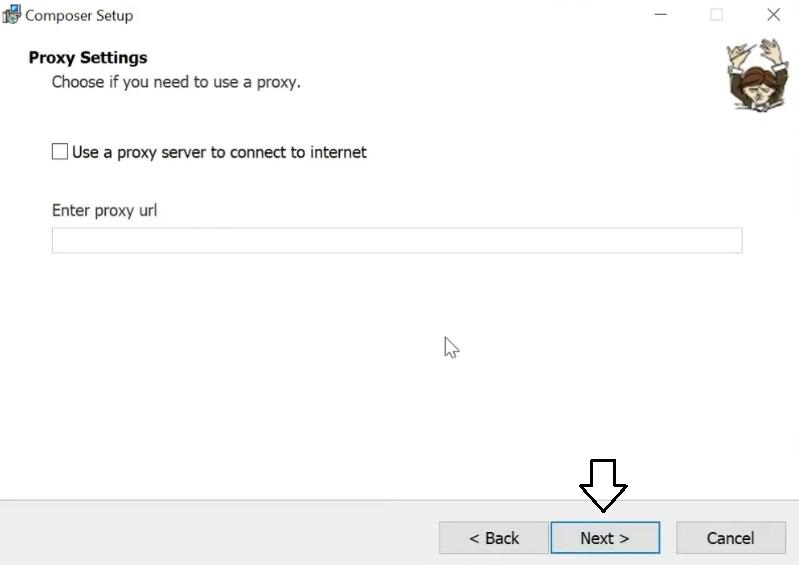 Composer Setup
Proxy Settings
Choose if you need to use a proxy.
Use a proxy server to connect to internet
Enter proxy url
< Back
Next >
Cancel